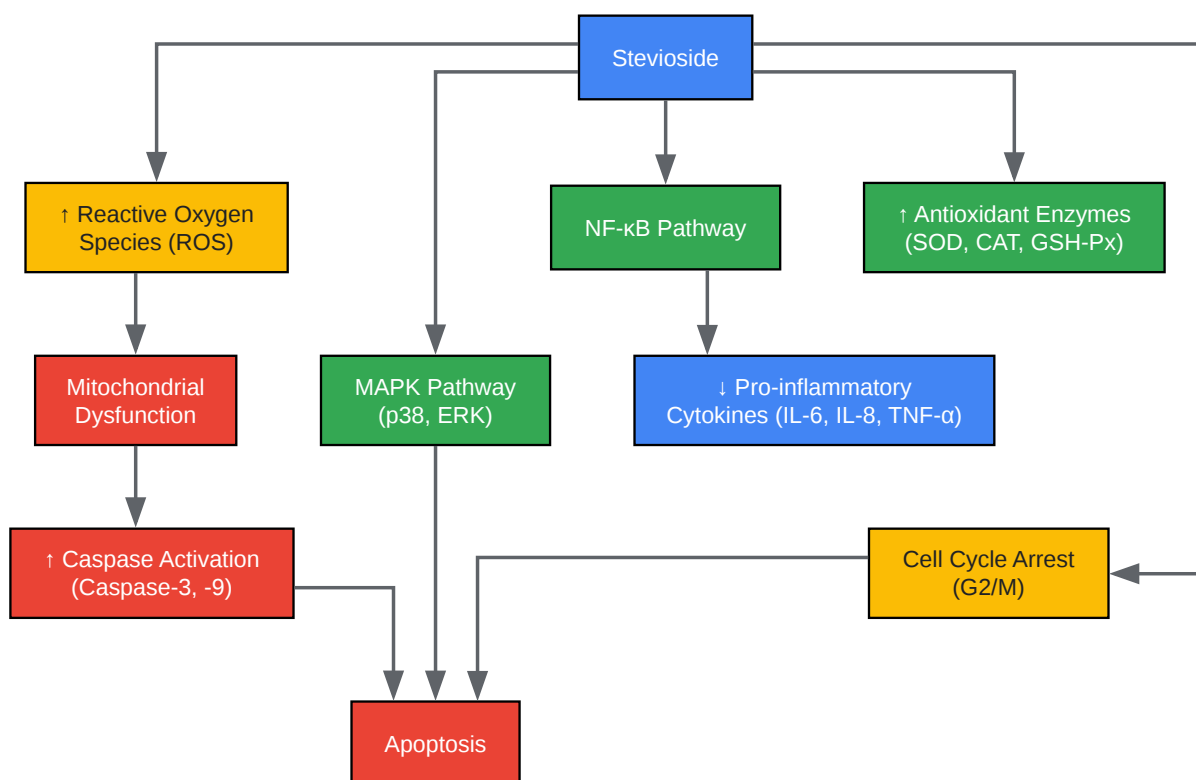 Stevioside
↑ Reactive Oxygen
Species (ROS)
NF-κB Pathway
↑ Antioxidant Enzymes
(SOD, CAT, GSH-Px)
Mitochondrial
Dysfunction
MAPK Pathway
(p38, ERK)
↓ Pro-inflammatory
Cytokines (IL-6, IL-8, TNF-α)
↑ Caspase Activation
(Caspase-3, -9)
Cell Cycle Arrest
(G2/M)
Apoptosis